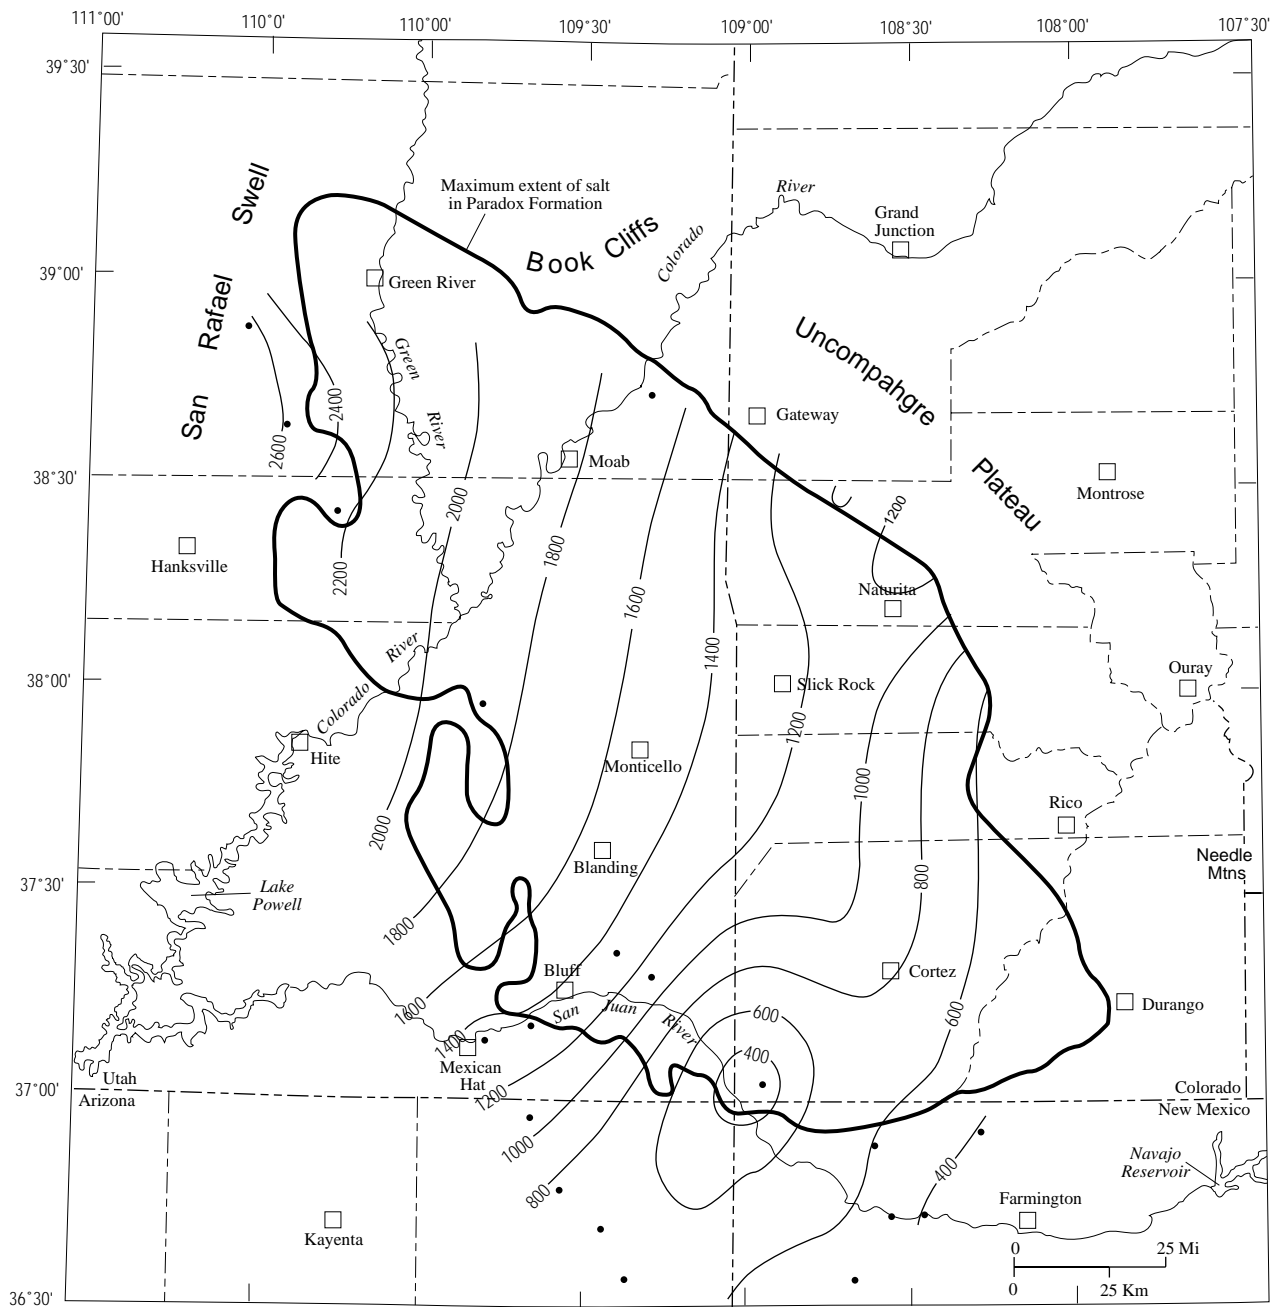 111°00'
110°0'
110°00'
109°30'
109°00'
108°30'
108°00'
107°30'
39°30'
39°00'
38°30'
38°00'
37°30'
37°00'
36°30'
San Rafael Swell
Maximum extent of salt
in Paradox Formation
Book Cliffs
Colorado
River
Grand
Junction
Green River
Green
River
Uncompahgre
Plateau
Gateway
Moab
Montrose
2400
2600
2200
2000
1800
1600
1400
1200
1200
Hanksville
Naturita
Slick Rock
Ouray
Colorado
River
Hite
Monticello
1000
Rico
2000
Blanding
800
Needle
Mtns
Lake
Powell
1800
1600
1400
1200
1000
800
Bluff
San Juan River
Cortez
Durango
600
600
400
400
Mexican
Hat
Utah
Arizona
Colorado
New Mexico
Navajo
Reservoir
Farmington
Kayenta
0 25 Mi
0 25 Km